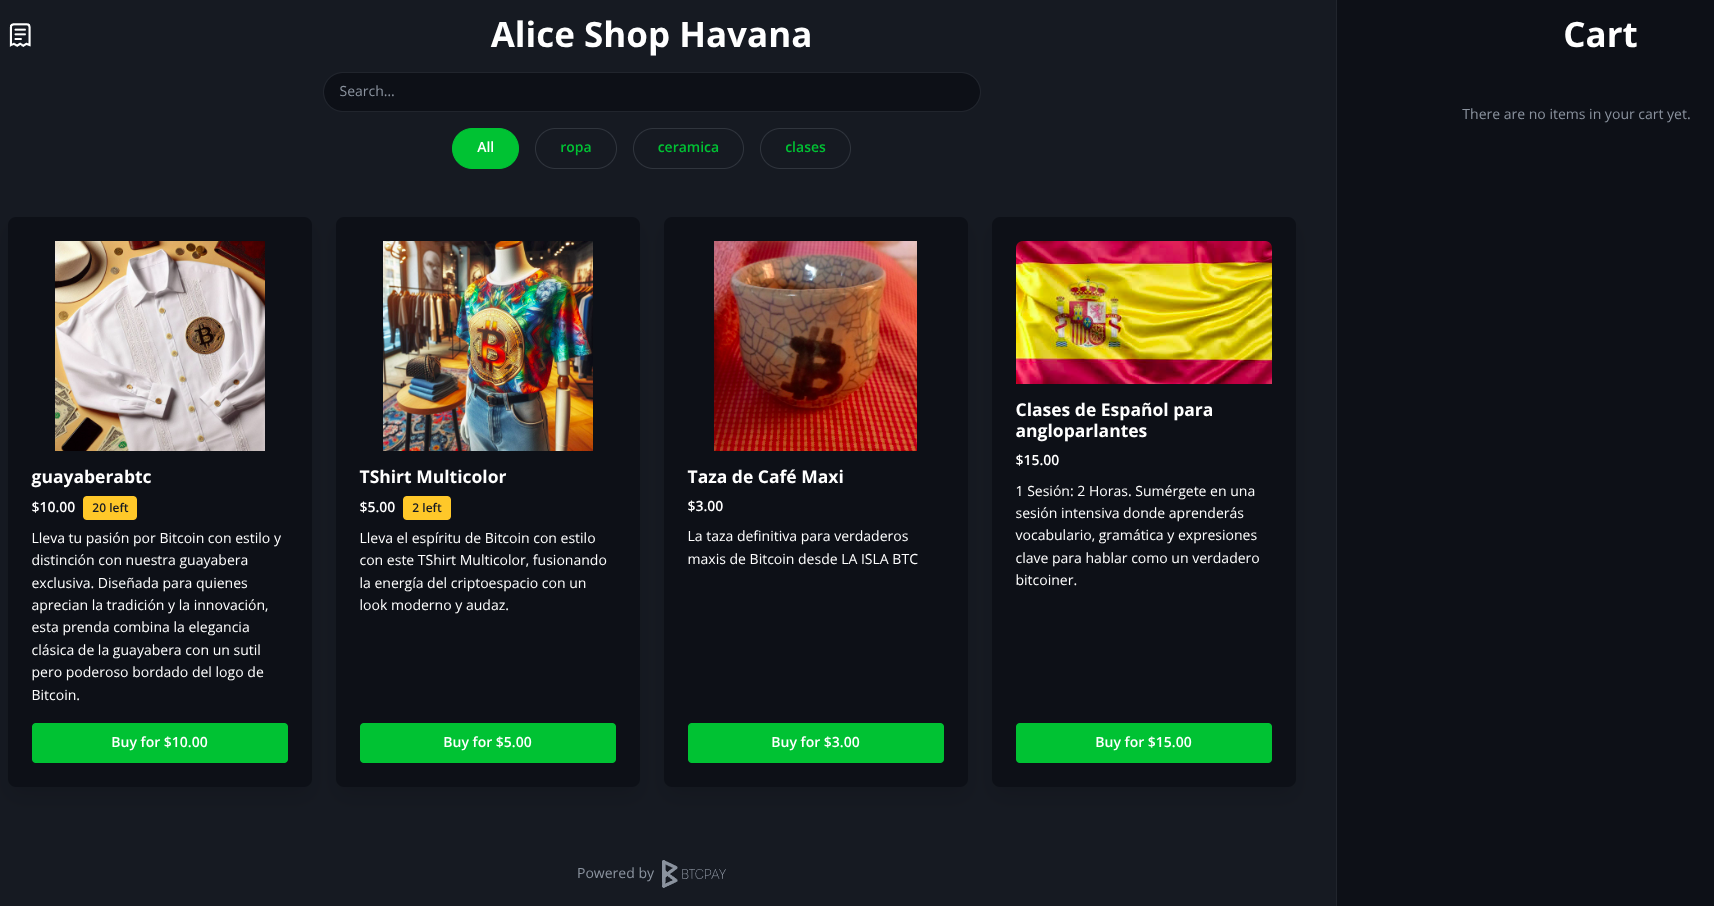 Alice Shop Havana
Search...
All
ropa
ceramica
clases
guayaberabtc
$10.00 20 left
Lleva tu pasión por Bitcoin con estilo y
distinción con nuestra guayabera
exclusiva. Diseñada para quienes
aprecian la tradición y la innovación,
esta prenda combina la elegancia
clásica de la guayabera con un sutil
pero poderoso bordado del logo de
Bitcoin.
Buy for $10.00
TShirt Multicolor
$5.00 2 left
Lleva el espíritu de Bitcoin con estilo
con este TShirt Multicolor, fusionando
la energía del criptoespacio con un
look moderno y audaz.
Buy for $5.00
Taza de Café Maxi
$3.00
La taza definitiva para verdaderos
maxis de Bitcoin desde LA ISLA BTC
Buy for $3.00
Clases de Español para
angloparlantes
$15.00
1 Sesión: 2 Horas. Sumérgete en una
sesión intensiva donde aprenderás
vocabulario, gramática y expresiones
clave para hablar como un verdadero
bitcoiner.
Buy for $15.00
Powered by BTCPAY
Cart
There are no items in your cart yet.